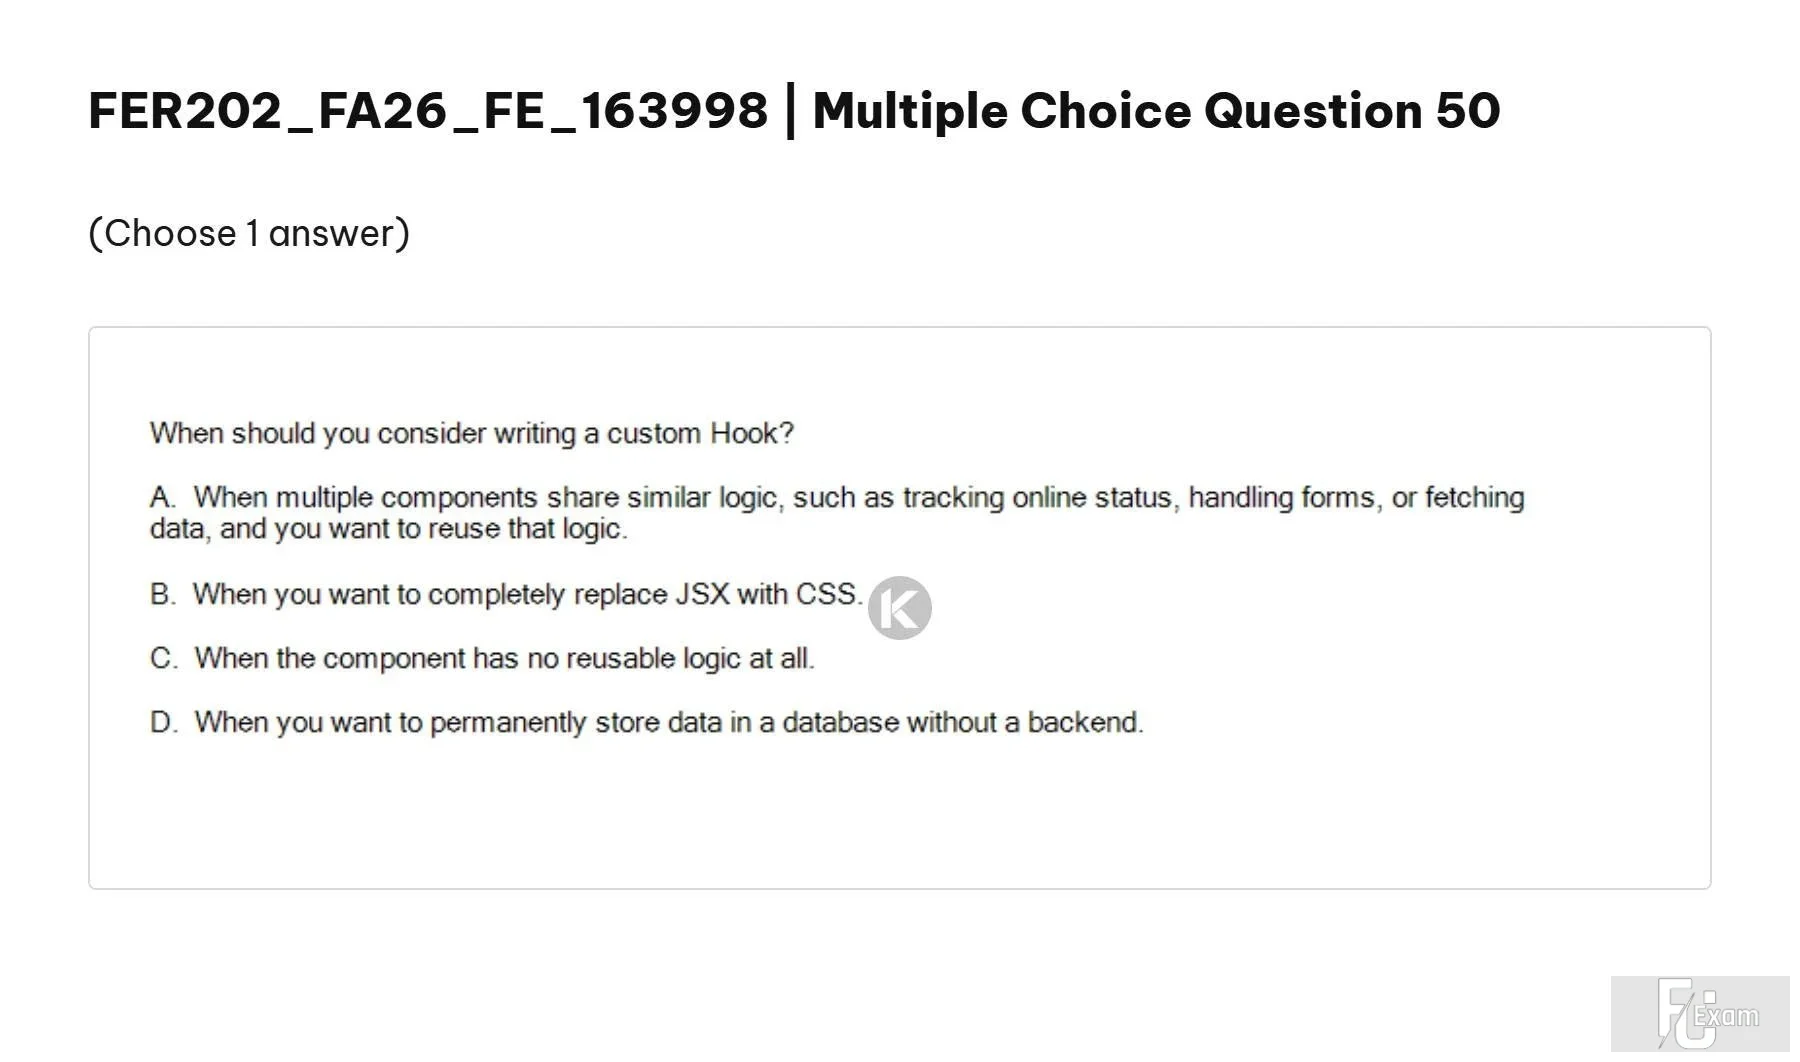 FER202_FA26_FE_163998 | Multiple Choice Question 50
(Choose 1 answer)
When should you consider writing a custom Hook?
A. When multiple components share similar logic, such as tracking online status, handling forms, or fetching
data, and you want to reuse that logic.
B. When you want to completely replace JSX with CSS.
K
C. When the component has no reusable logic at all.
D. When you want to permanently store data in a database without a backend.
Exam